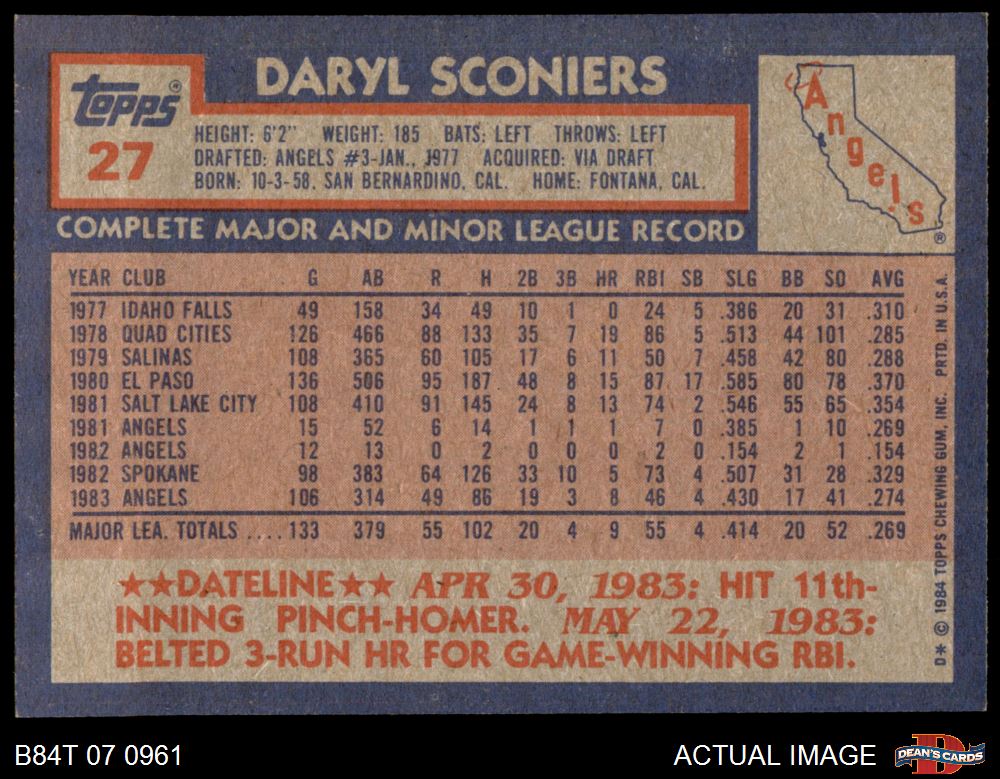 DARYL SCONIERS
Topps®
27
HEIGHT: 6'2" WEIGHT: 185 BATS: LEFT THROWS: LEFT
DRAFTED: ANGELS #3-JAN., 1977 ACQUIRED: VIA DRAFT
BORN: 10-3-58, SAN BERNARDINO, CAL. HOME: FONTANA, CAL.
Angels
®
COMPLETE MAJOR AND MINOR LEAGUE RECORD
YEAR CLUB G AB R H 2B 3B HR RBI SB SLG BB SO AVG
1977 IDAHO FALLS 49 158 34 49 10 1 0 24 5 .386 20 31 .310
1978 QUAD CITIES 126 466 88 133 35 7 19 86 5 .513 44 101 .285
1979 SALINAS 108 365 60 105 17 6 11 50 7 .458 42 80 .288
1980 EL PASO 136 506 95 187 48 8 15 87 17 .585 80 78 .370
1981 SALT LAKE CITY 108 410 91 145 24 8 13 74 2 .546 55 65 .354
1981 ANGELS 15 52 6 14 1 1 1 7 0 .385 1 10 .269
1982 ANGELS 12 13 0 2 0 0 0 2 0 .154 2 1 .154
1982 SPOKANE 98 383 64 126 33 10 5 73 4 .507 31 28 .329
1983 ANGELS 106 314 49 86 19 3 8 46 4 .430 17 41 .274
MAJOR LEA. TOTALS .... 133 379 55 102 20 4 9 55 4 .414 20 52 .269
★★DATELINE★★ APR 30, 1983: HIT 11th-
INNING PINCH-HOMER. MAY 22, 1983:
BELTED 3-RUN HR FOR GAME-WINNING RBI.
D* © 1984 TOPPS CHEWING GUM, INC. PRTD. IN U.S.A.
B84T 07 0961
ACTUAL IMAGE
DEAN'S CARDS